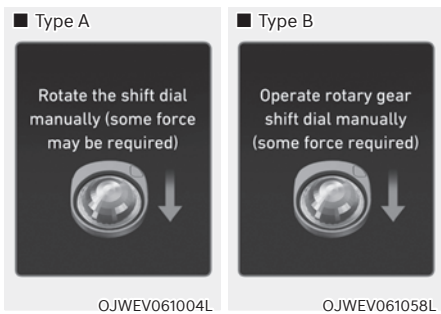 ■ Type A
Rotate the shift dial
manually (some force
may be required)
OJWEV061004L
■ Type B
Operate rotary gear
shift dial manually
(some force required)
OJWEV061058L